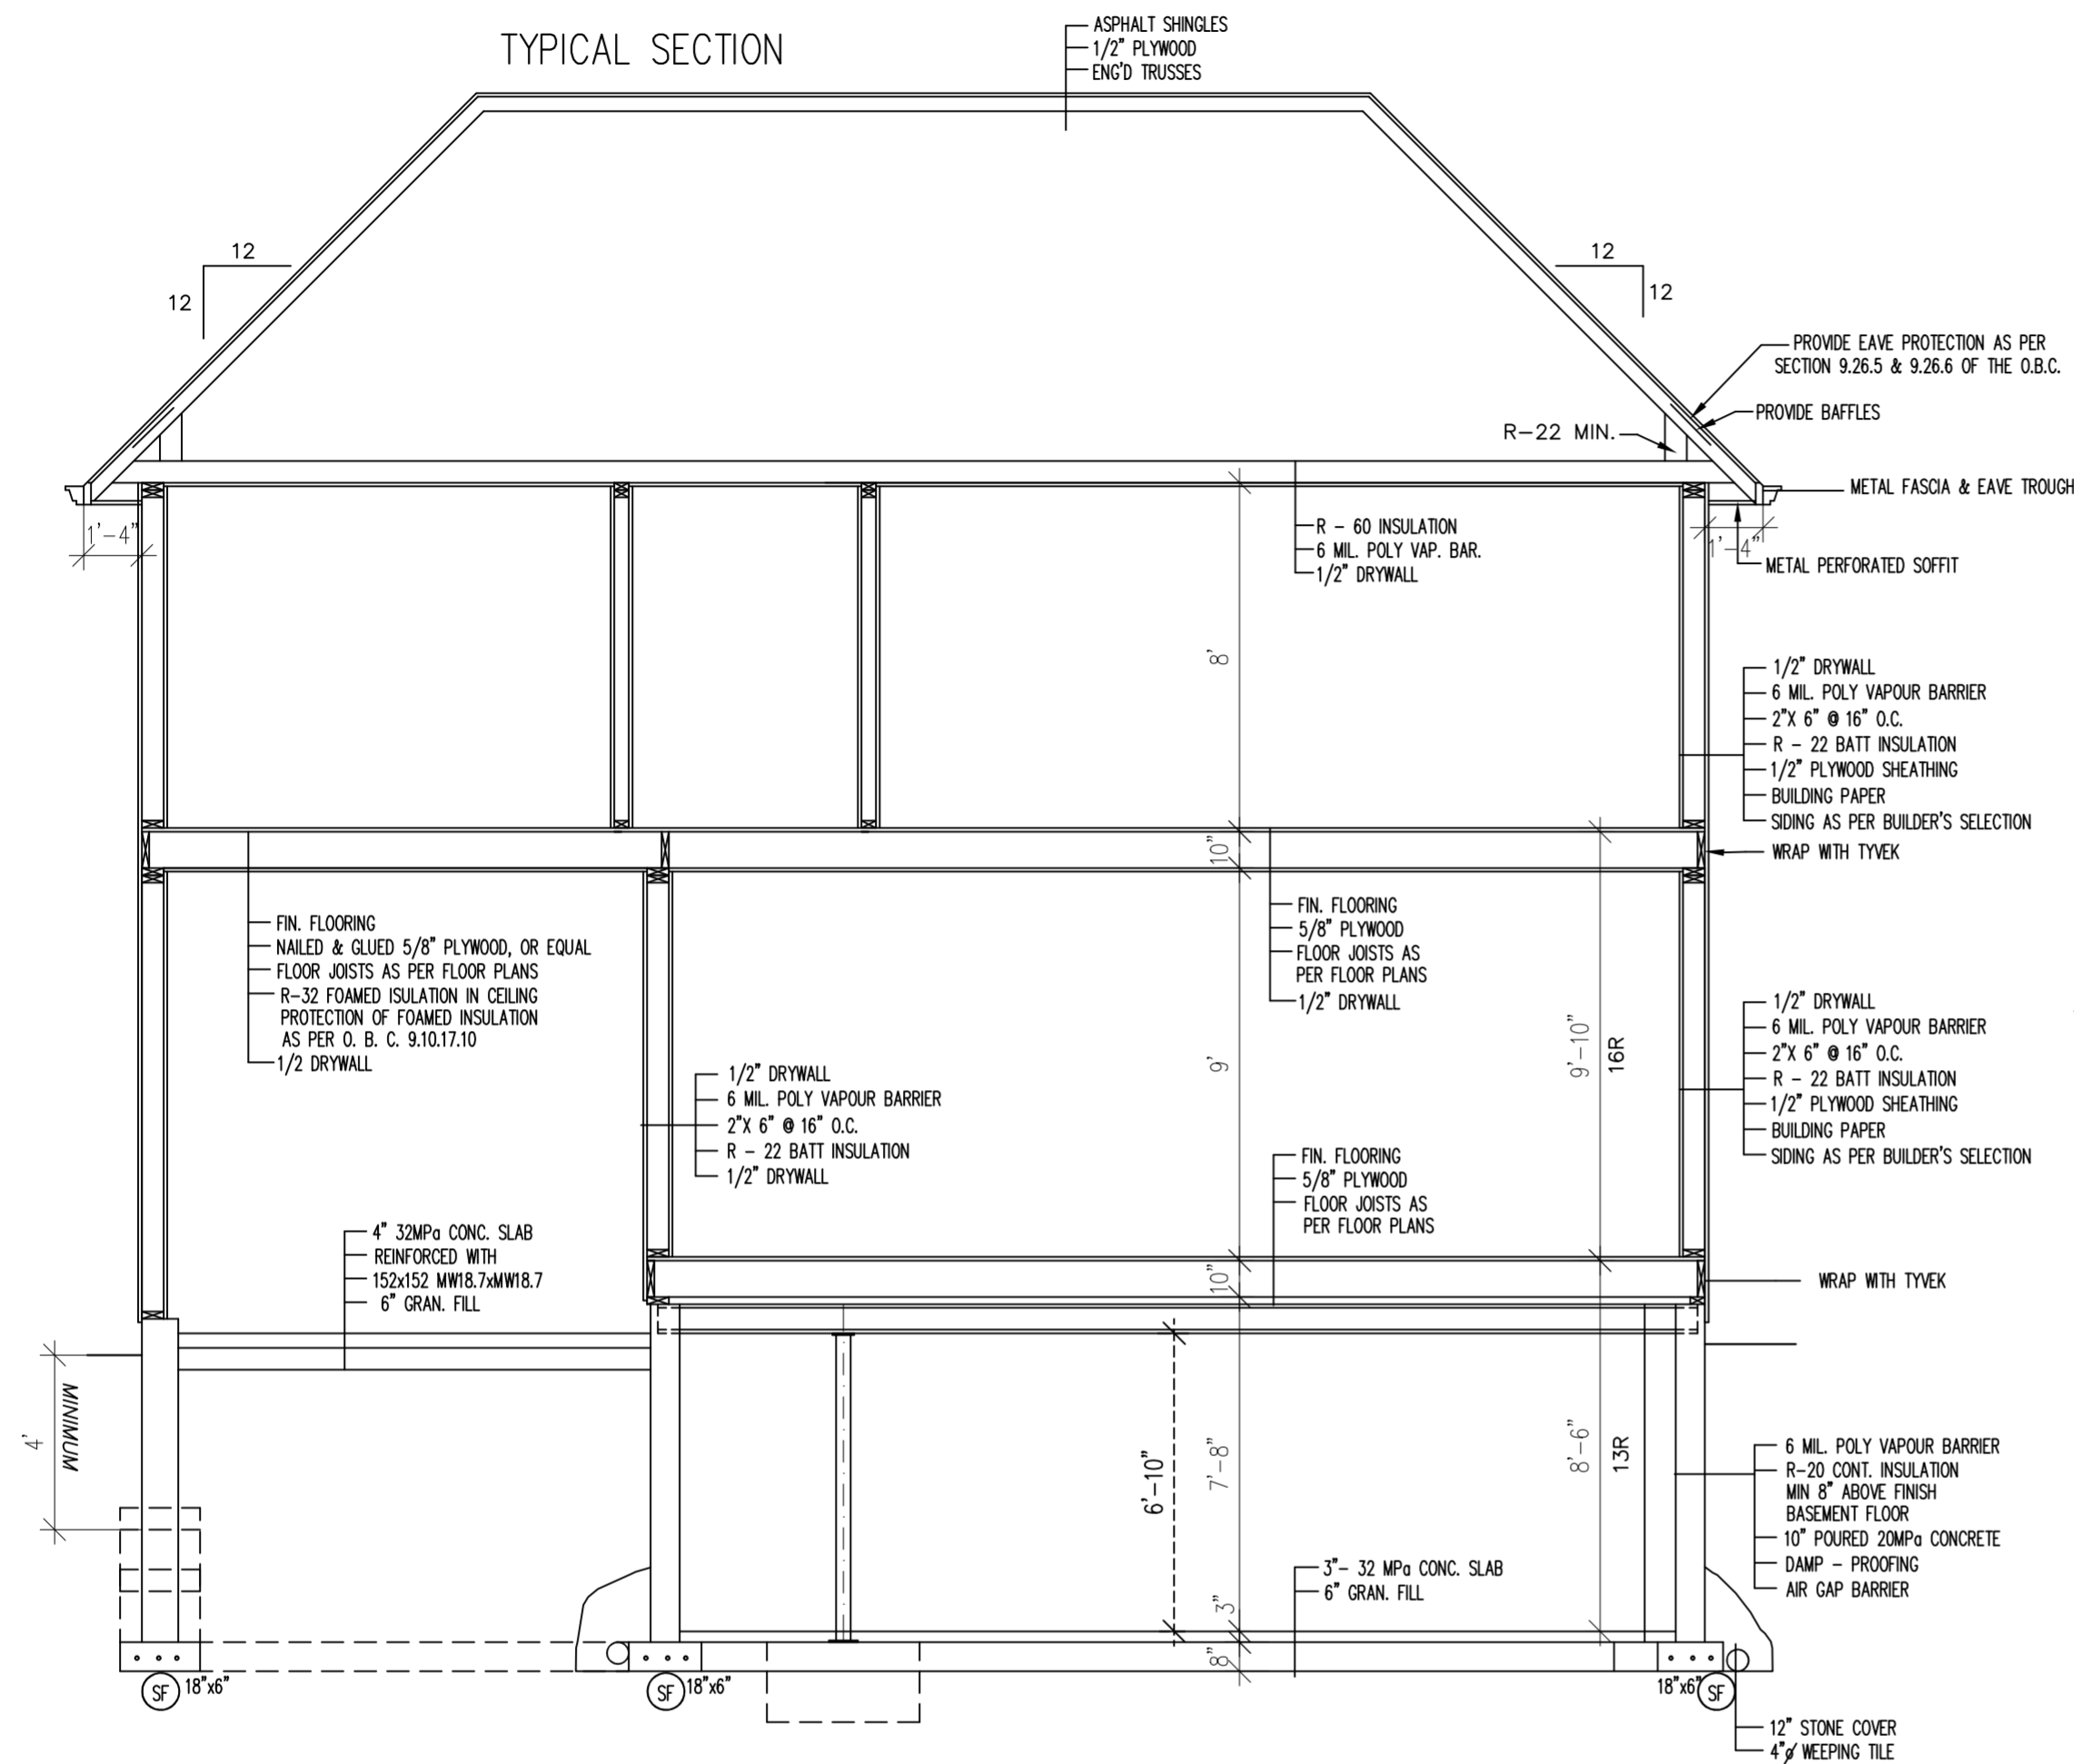 TYPICAL SECTION
ASPHALT SHINGLES
1/2" PLYWOOD
ENG'D TRUSSES
12
12
12
12
PROVIDE EAVE PROTECTION AS PER
SECTION 9.26.5 & 9.26.6 OF THE O.B.C.
PROVIDE BAFFLES
R-22 MIN.
METAL FASCIA & EAVE TROUGH
1'-4"
1'-4"
METAL PERFORATED SOFFIT
R - 60 INSULATION
6 MIL. POLY VAP. BAR.
1/2" DRYWALL
8'
1/2" DRYWALL
6 MIL. POLY VAPOUR BARRIER
2"X 6" @ 16" O.C.
R - 22 BATT INSULATION
1/2" PLYWOOD SHEATHING
BUILDING PAPER
SIDING AS PER BUILDER'S SELECTION
WRAP WITH TYVEK
10"
FIN. FLOORING
NAILED & GLUED 5/8" PLYWOOD, OR EQUAL
FLOOR JOISTS AS PER FLOOR PLANS
R-32 FOAMED ISULATION IN CEILING
PROTECTION OF FOAMED INSULATION
AS PER O. B. C. 9.10.17.10
1/2 DRYWALL
FIN. FLOORING
5/8" PLYWOOD
FLOOR JOISTS AS
PER FLOOR PLANS
1/2" DRYWALL
1/2" DRYWALL
6 MIL. POLY VAPOUR BARRIER
2"X 6" @ 16" O.C.
R - 22 BATT INSULATION
1/2" DRYWALL
9'
9'-10"
16R
1/2" DRYWALL
6 MIL. POLY VAPOUR BARRIER
2"X 6" @ 16" O.C.
R - 22 BATT INSULATION
1/2" PLYWOOD SHEATHING
BUILDING PAPER
SIDING AS PER BUILDER'S SELECTION
FIN. FLOORING
5/8" PLYWOOD
FLOOR JOISTS AS
PER FLOOR PLANS
4" 32MPa CONC. SLAB
REINFORCED WITH
152x152 MW18.7xMW18.7
6" GRAN. FILL
10"
WRAP WITH TYVEK
4'
MINIMUM
6'-10"
7'-8"
8'-6"
13R
6 MIL. POLY VAPOUR BARRIER
R-20 CONT. INSULATION
MIN 8" ABOVE FINISH
BASEMENT FLOOR
10" POURED 20MPa CONCRETE
DAMP - PROOFING
AIR GAP BARRIER
3"- 32 MPa CONC. SLAB
6" GRAN. FILL
3"
8"
SF 18"x6"
SF 18"x6"
18"x6" SF
12" STONE COVER
4"ø WEEPING TILE